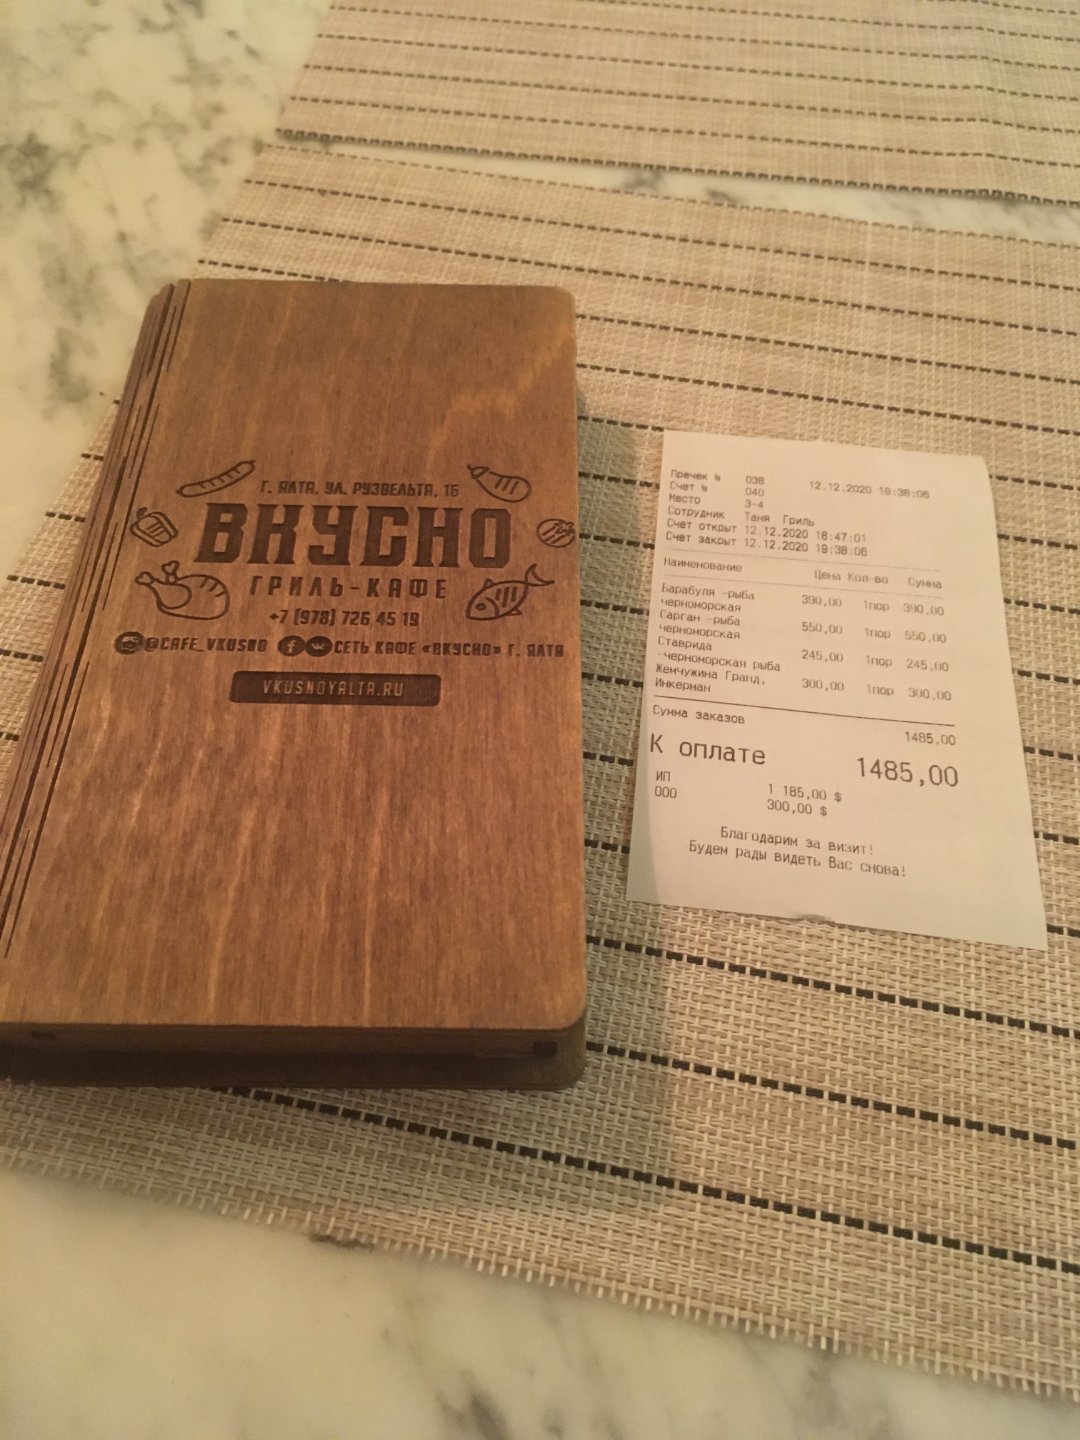 Г. ЯЛТА, УЛ. РУЗВЕЛЬТА, 15
ВКУСНО
ГРИЛЬ-КАФЕ
+7 (978) 726 45 19
@CAFE_VKUSNO СЕТЬ КАФЕ «ВКУСНО» Г. ЯЛТА
VKUSNOYALTA.RU
Пречек № 038 12.12.2020 19:38:08
Счет № 040
Место 3-4
Сотрудник Таня Гриль
Счет открыт 12.12.2020 18:47:01
Счет закрыт 12.12.2020 19:38:08
Наименование Цена Кол-во Сумма
Барабуля -рыба 390,00 1пор 390,00
черноморская
Сарган -рыба 550,00 1пор 550,00
черноморская
Ставрида 245,00 1пор 245,00
-черноморская рыба
Жемчужина Гранд, 300,00 1пор 300,00
Инкерман
Сумма заказов 1485,00
К оплате 1485,00
ИП 1 185,00 $
ООО 300,00 $
Благодарим за визит!
Будем рады видеть Вас снова!